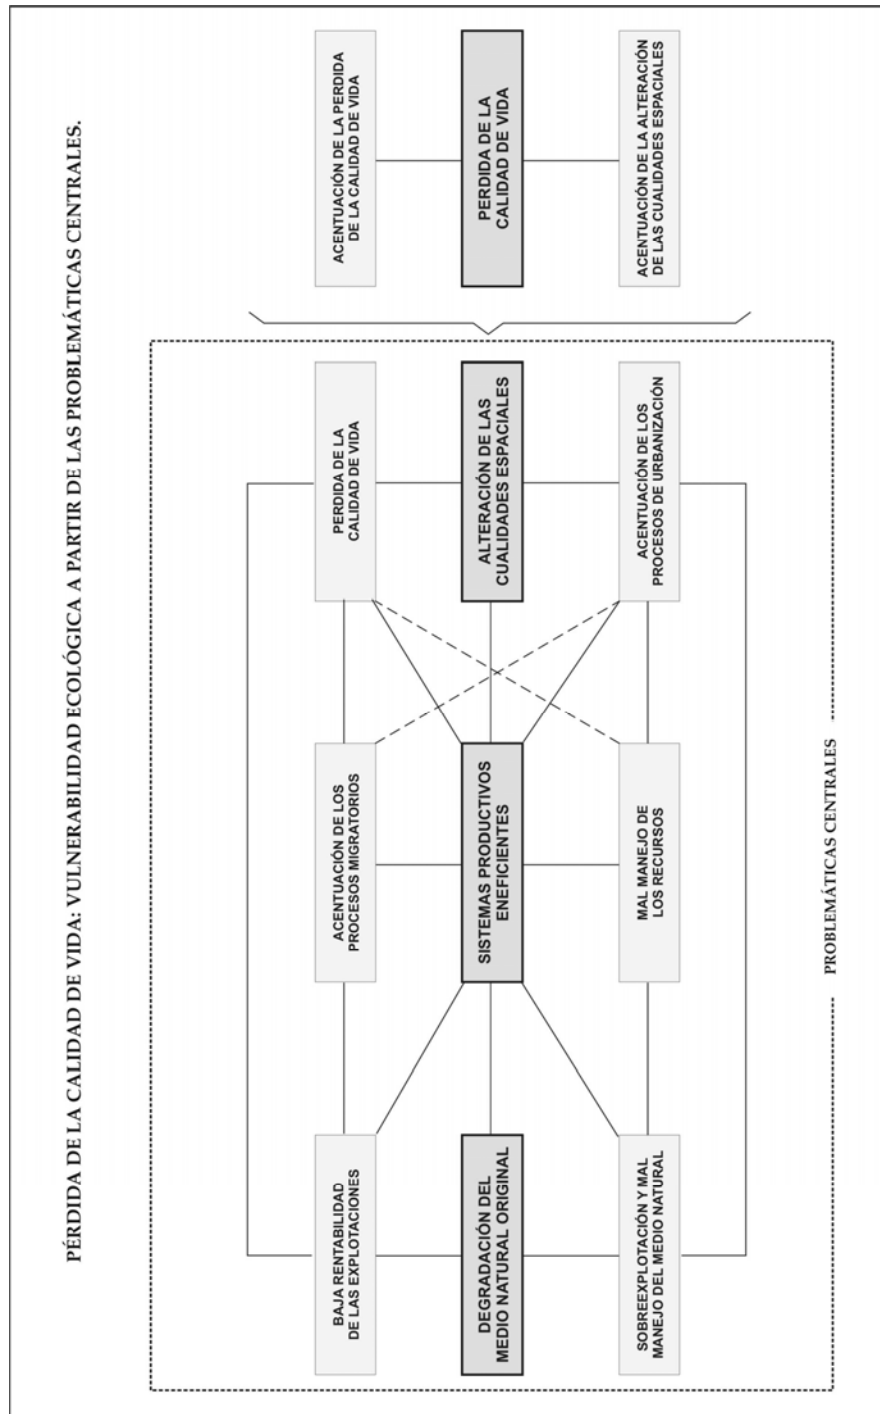 PÉRDIDA DE LA CALIDAD DE VIDA: VULNERABILIDAD ECOLÓGICA A PARTIR DE LAS PROBLEMÁTICAS CENTRALES.
BAJA RENTABILIDAD
DE LAS EXPLOTACIONES
ACENTUACIÓN DE LOS
PROCESOS MIGRATORIOS
PERDIDA DE LA
CALIDAD DE VIDA
ACENTUACIÓN DE LA PERDIDA
DE LA CALIDAD DE VIDA
DEGRADACIÓN DEL
MEDIO NATURAL ORIGINAL
SISTEMAS PRODUCTIVOS
ENEFICIENTES
ALTERACIÓN DE LAS
CUALIDADES ESPACIALES
PERDIDA DE LA
CALIDAD DE VIDA
SOBREEXPLOTACIÓN Y MAL
MANEJO DEL MEDIO NATURAL
MAL MANEJO DE
LOS RECURSOS
ACENTUACIÓN DE LOS
PROCESOS DE URBANIZACIÓN
ACENTUACIÓN DE LA ALTERACIÓN
DE LAS CUALIDADES ESPACIALES
PROBLEMÁTICAS CENTRALES